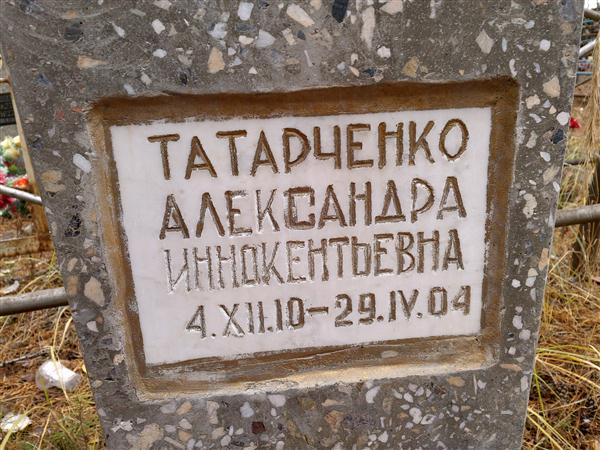 ТАТАРЧЕНКО
АЛЕКСАНДРА
ИННОКЕНТЬЕВНА
4.XII.10-29.IV.04